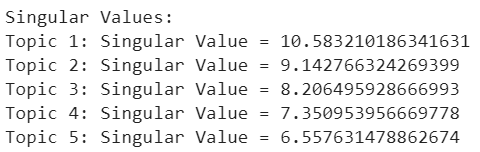 Singular Values:
Topic 1: Singular Value = 10.583210186341631
Topic 2: Singular Value = 9.142766324269399
Topic 3: Singular Value = 8.206495928666993
Topic 4: Singular Value = 7.350953956669778
Topic 5: Singular Value = 6.557631478862674